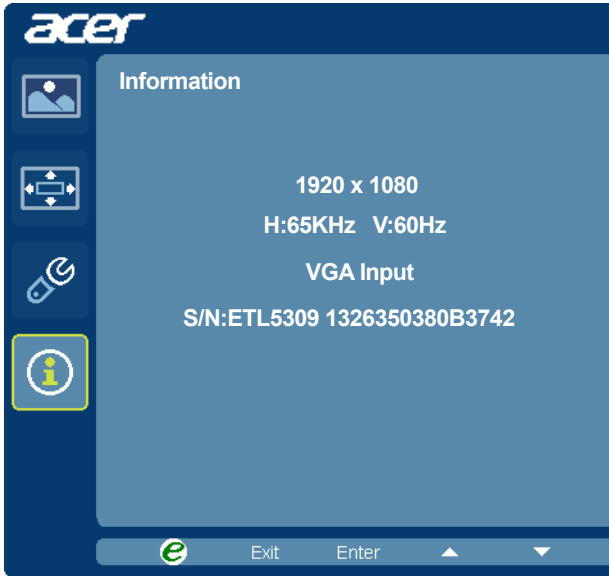 acer
Information
1920 x 1080
H:65KHz V:60Hz
VGA Input
S/N:ETL5309 1326350380B3742
e Exit Enter